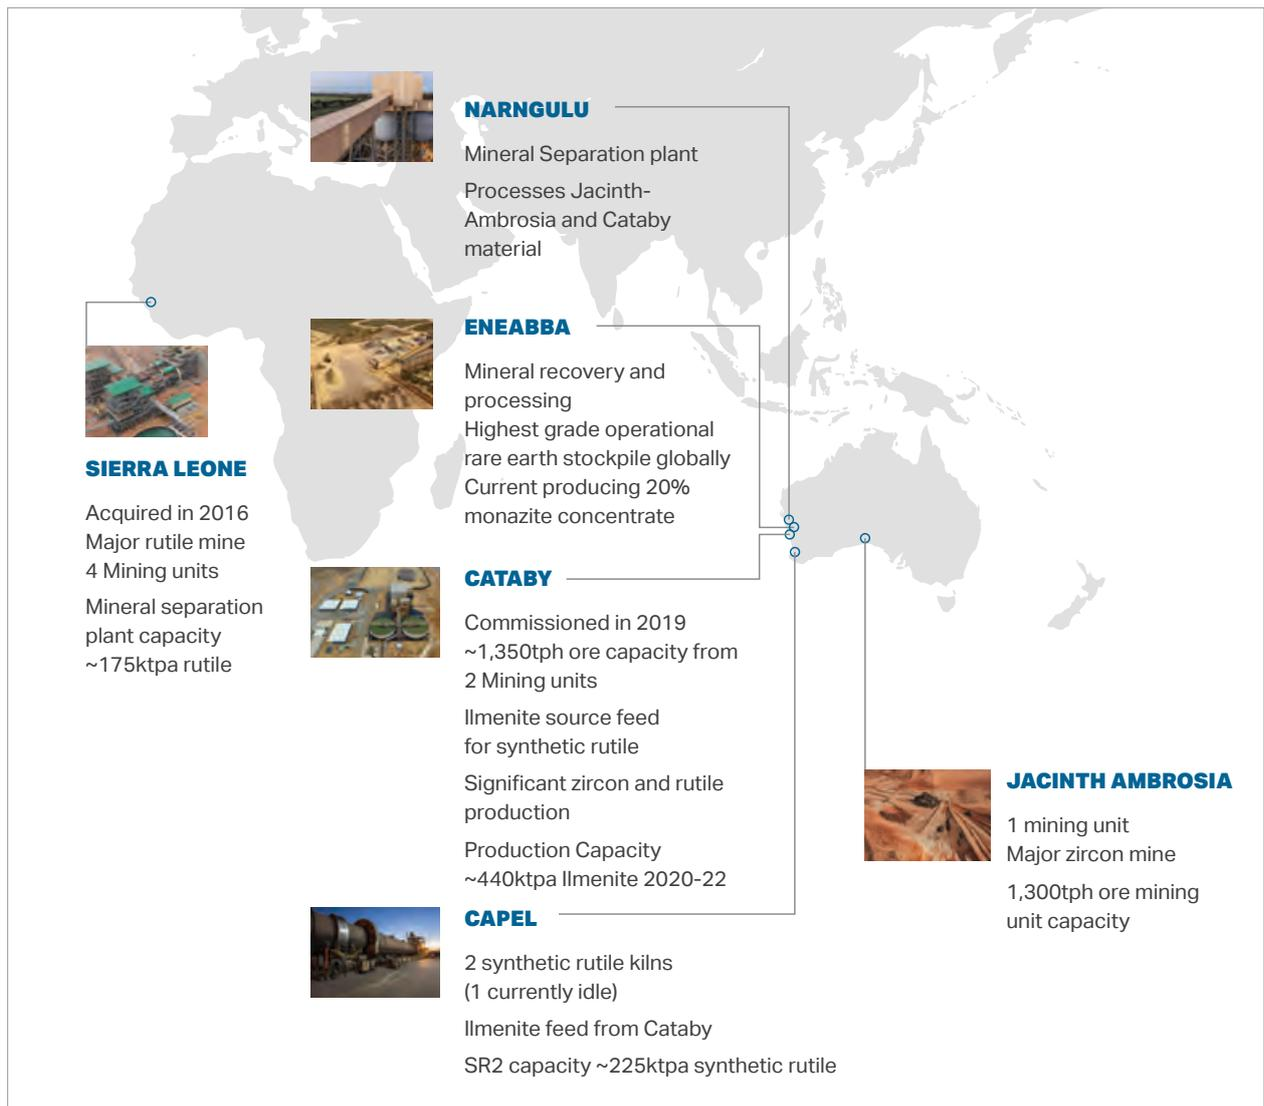 NARNGULU
Mineral Separation plant
Processes Jacinth-
Ambrosia and Cataby
material
ENEABBA
Mineral recovery and
processing
Highest grade operational
rare earth stockpile globally
Current producing 20%
monazite concentrate
SIERRA LEONE
Acquired in 2016
Major rutile mine
4 Mining units
Mineral separation
plant capacity
~175ktpa rutile
CATABY
Commissioned in 2019
~1,350tph ore capacity from
2 Mining units
Ilmenite source feed
for synthetic rutile
Significant zircon and rutile
production
Production Capacity
~440ktpa Ilmenite 2020-22
JACINTH AMBROSIA
1 mining unit
Major zircon mine
1,300tph ore mining
unit capacity
CAPEL
2 synthetic rutile kilns
(1 currently idle)
Ilmenite feed from Cataby
SR2 capacity ~225ktpa synthetic rutile